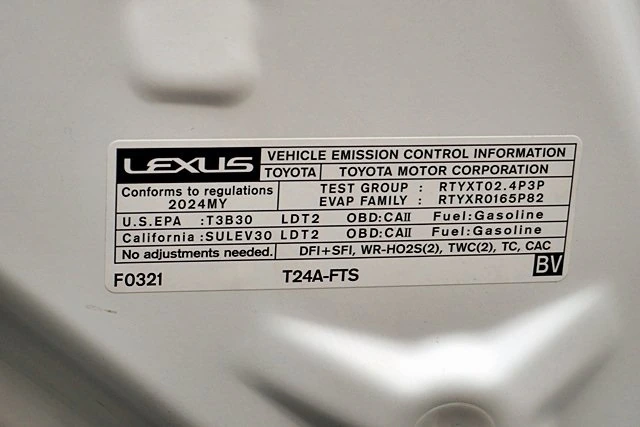 LEXUS VEHICLE EMISSION CONTROL INFORMATION
TOYOTA TOYOTA MOTOR CORPORATION
Conforms to regulations TEST GROUP : RTYXT02.4P3P
2024MY EVAP FAMILY : RTYXR0165P82
U.S.EPA :T3B30 LDT2 OBD:CAII Fuel:Gasoline
California :SULEV30 LDT2 OBD:CAII Fuel:Gasoline
No adjustments needed. DFI+SFI, WR-HO2S(2), TWC(2), TC, CAC
F0321 T24A-FTS BV